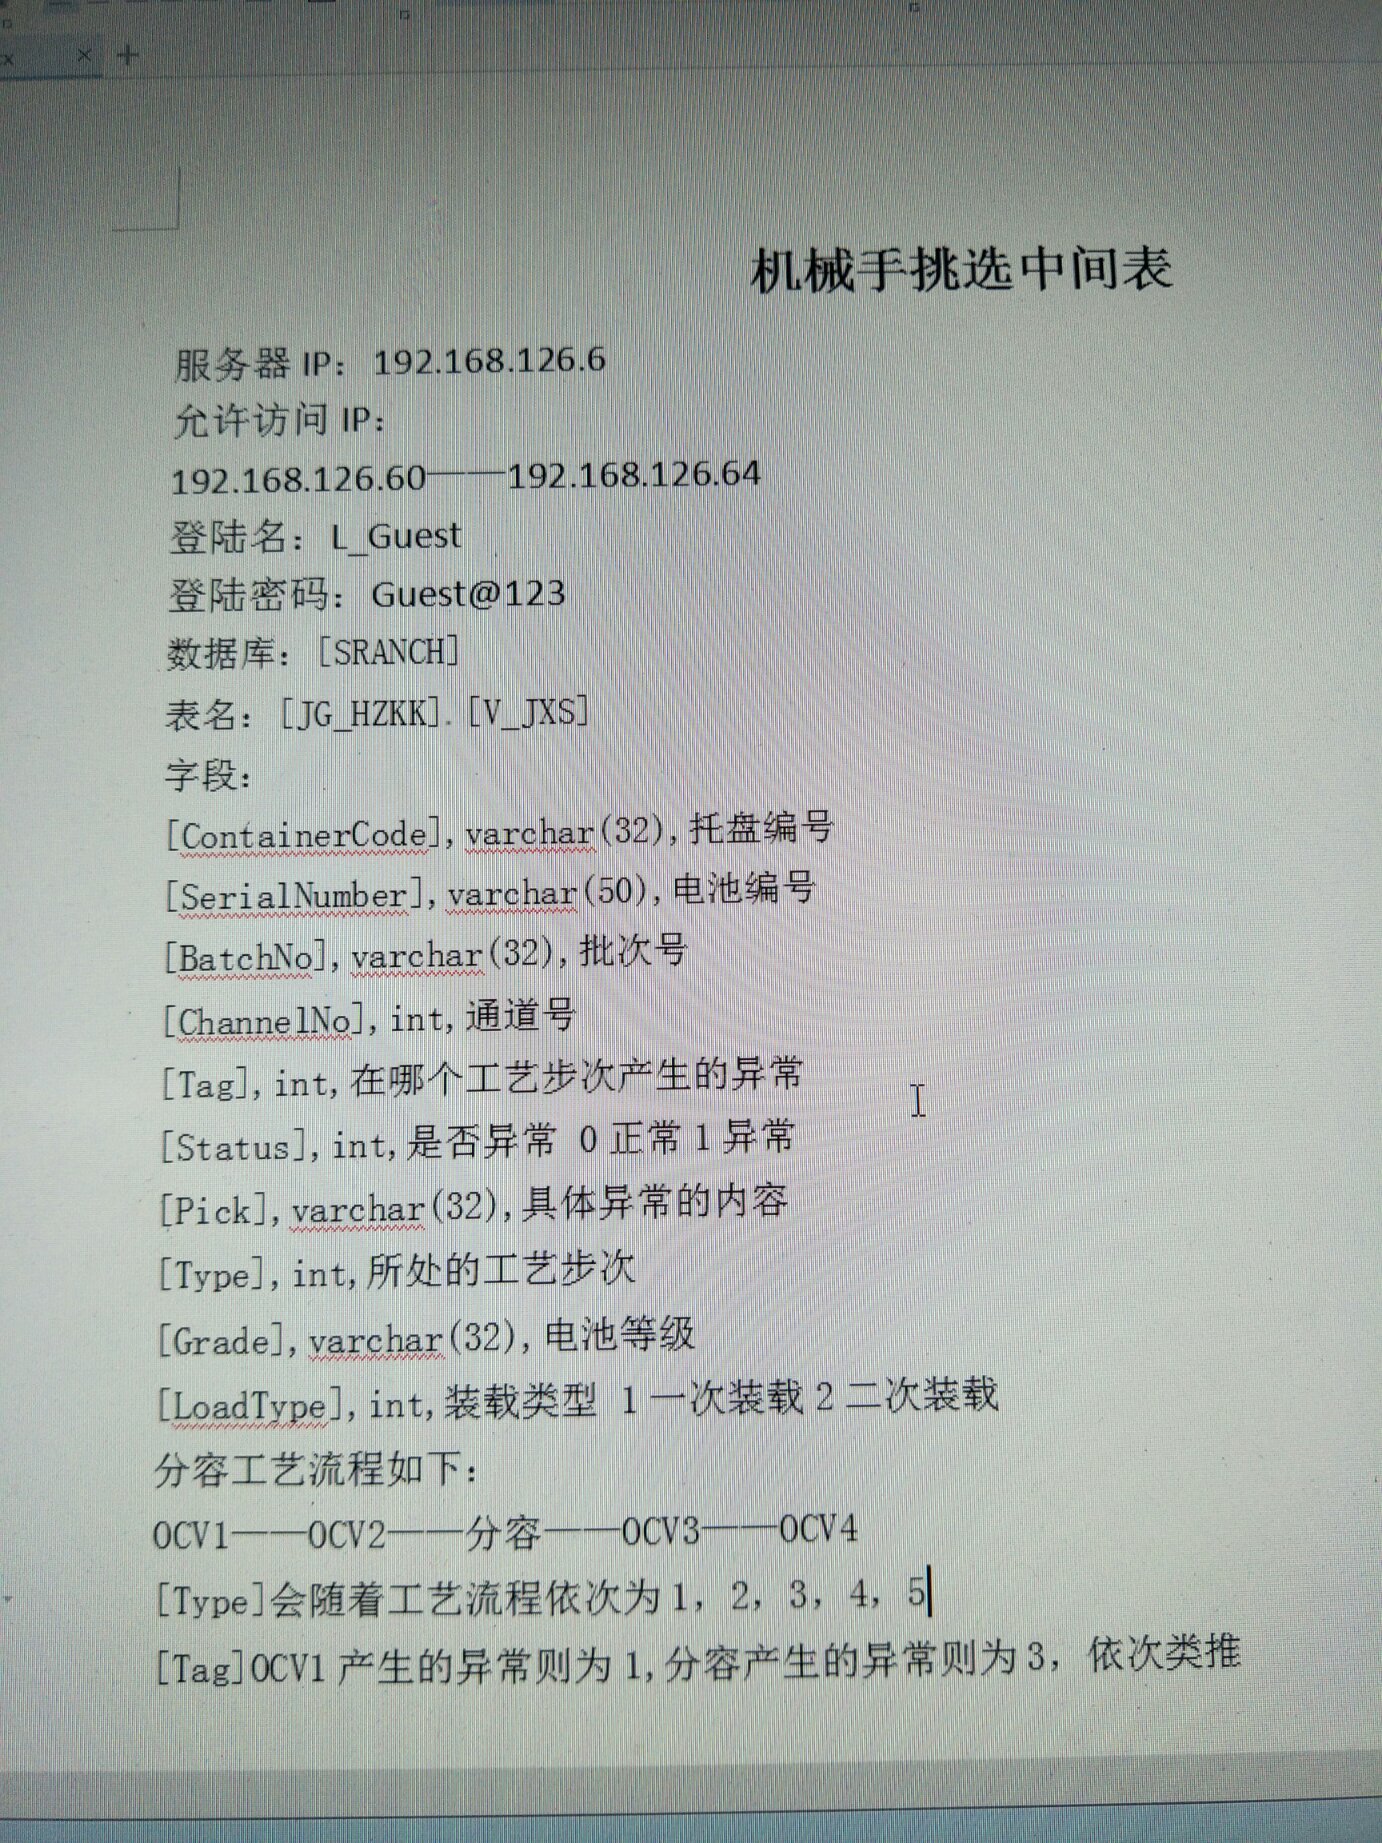 机械手挑选中间表
服务器 IP：192.168.126.6
允许访问 IP：
192.168.126.60——192.168.126.64
登陆名：L_Guest
登陆密码：Guest@123
数据库：[SRANCH]
表名：[JG_HZKK].[V_JXS]
字段：
[ContainerCode],varchar(32),托盘编号
[SerialNumber],varchar(50),电池编号
[BatchNo],varchar(32),批次号
[ChannelNo],int,通道号
[Tag],int,在哪个工艺步次产生的异常
[Status],int,是否异常 0 正常 1 异常
[Pick],varchar(32),具体异常的内容
[Type],int,所处的工艺步次
[Grade],varchar(32),电池等级
[LoadType],int,装载类型 1 一次装载 2 二次装载
分容工艺流程如下：
OCV1——OCV2——分容——OCV3——OCV4
[Type]会随着工艺流程依次为 1，2，3，4，5
[Tag]OCV1 产生的异常则为 1,分容产生的异常则为 3，依次类推